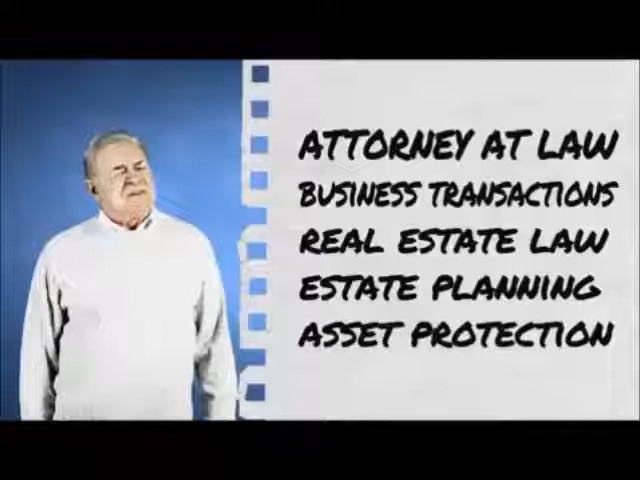 ATTORNEY AT LAW
BUSINESS TRANSACTIONS
REAL ESTATE LAW
ESTATE PLANNING
ASSET PROTECTION